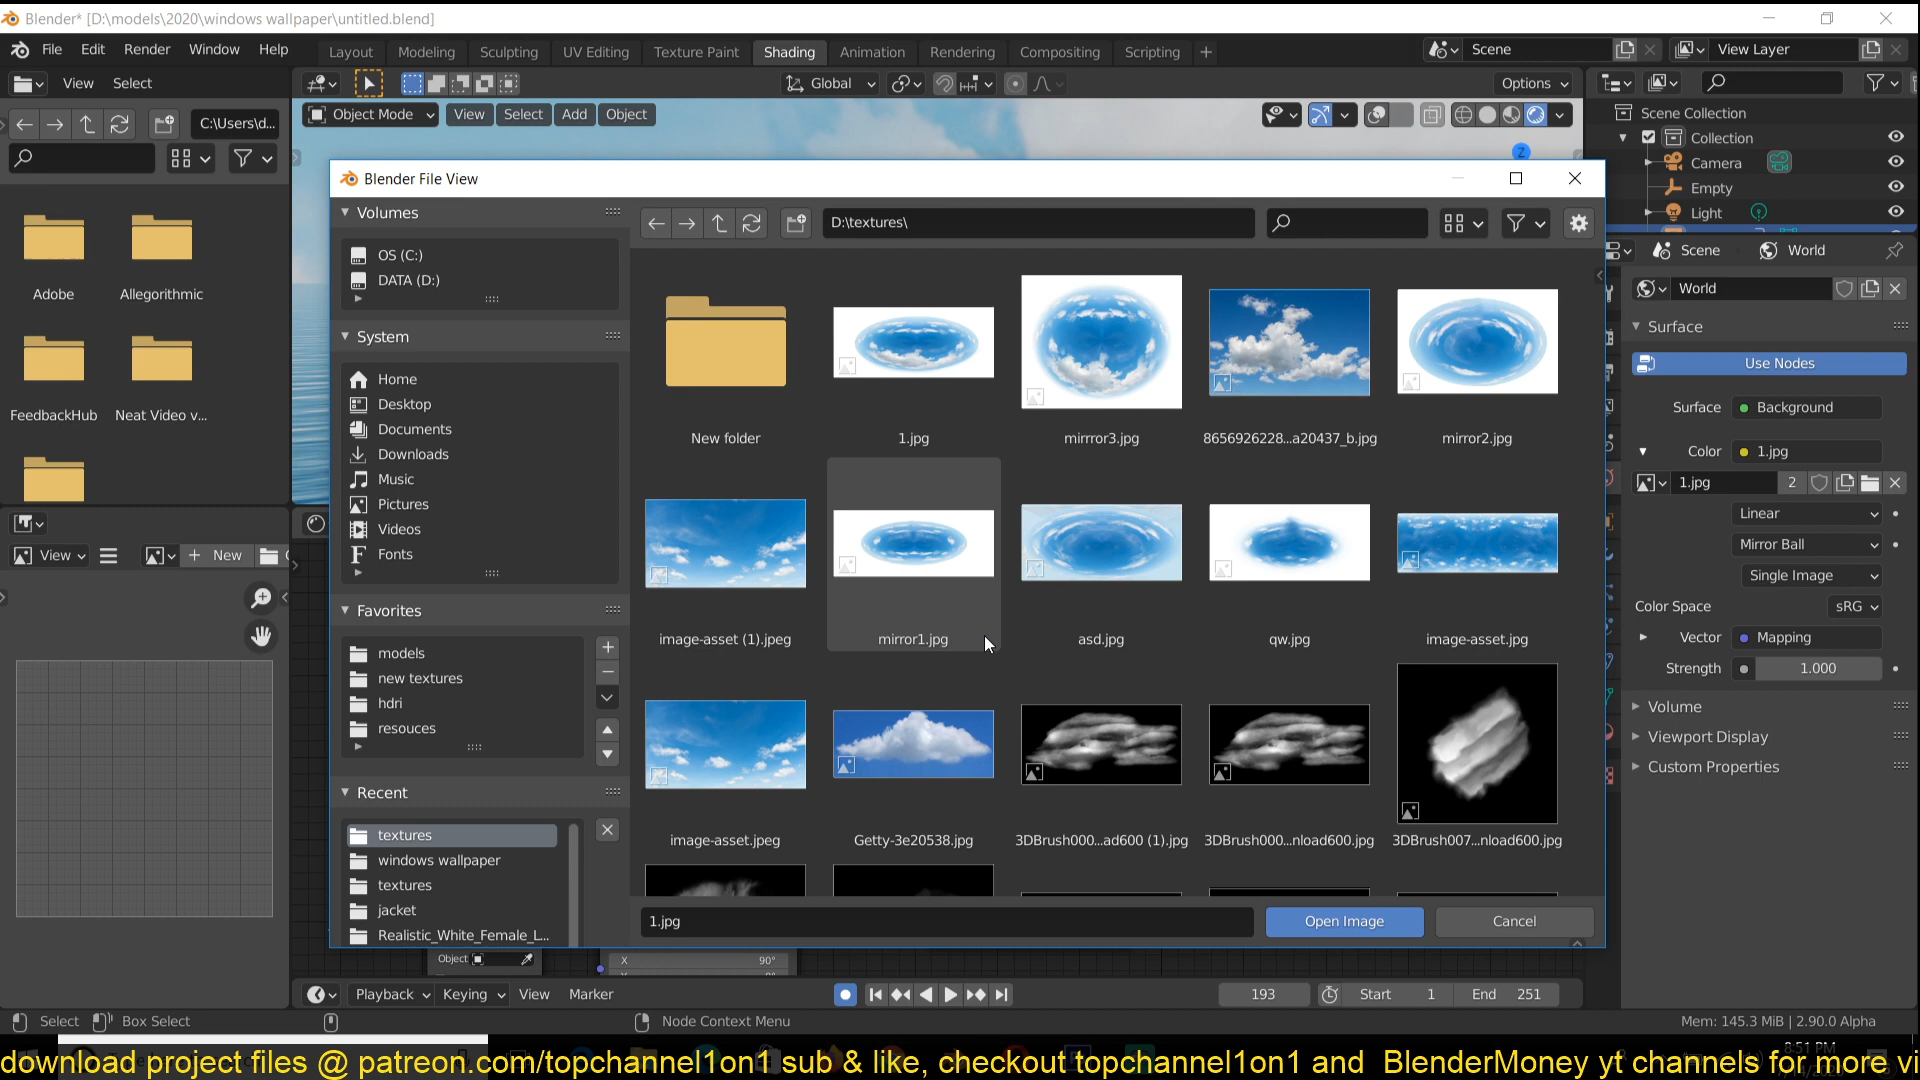 Blender* [D:\models\2020\windows wallpaper\untitled.blend]
File Edit Render Window Help Layout Modeling Sculpting UV Editing Texture Paint Shading Animation Rendering Compositing Scripting + Scene View Layer
View Select Global Options
C:\Users\d... Object Mode View Select Add Object Scene Collection
Collection
Camera
Empty
Light
Z
Blender File View
Volumes
D:\textures\
OS (C:)
DATA (D:)
System
Home
Desktop
Documents
Downloads
Music
Pictures
Videos
Fonts
Favorites
models
new textures
hdri
resouces
Recent
textures
windows wallpaper
textures
jacket
Realistic_White_Female_L...
New folder 1.jpg mirrror3.jpg 8656926228...a20437_b.jpg mirror2.jpg
image-asset (1).jpeg mirror1.jpg asd.jpg qw.jpg image-asset.jpg
image-asset.jpeg Getty-3e20538.jpg 3DBrush000...ad600 (1).jpg 3DBrush000...nload600.jpg 3DBrush007...nload600.jpg
1.jpg Open Image Cancel
Adobe Allegorithmic
FeedbackHub Neat Video v...
View + New
Scene World
World
Surface
Use Nodes
Surface Background
Color 1.jpg
1.jpg 2
Linear
Mirror Ball
Single Image
Color Space sRG
Vector Mapping
Strength 1.000
Volume
Viewport Display
Custom Properties
Object X 90°
Playback Keying View Marker 193 Start 1 End 251
Select Box Select Node Context Menu Mem: 145.3 MiB | 2.90.0 Alpha
8:51 PM
download project files @ patreon.com/topchannel1on1 sub & like, checkout topchannel1on1 and BlenderMoney yt channels for more vi